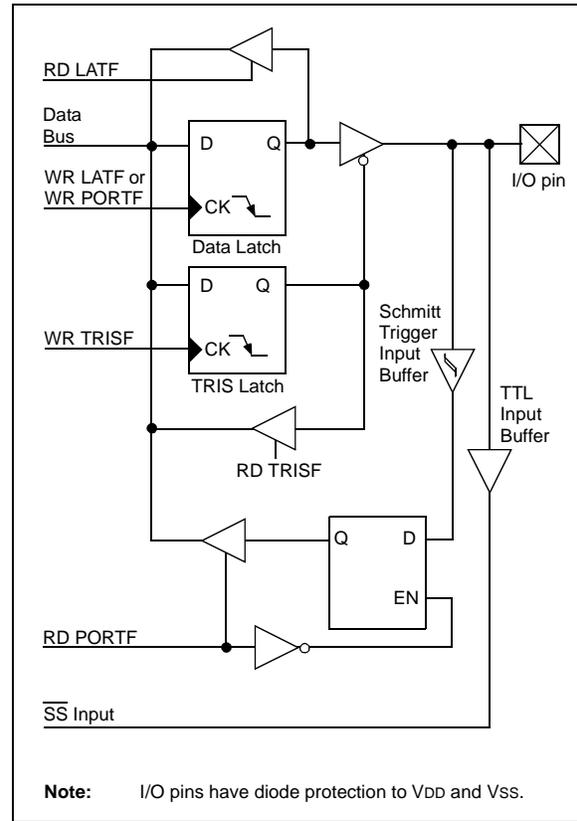 RD LATF
Data
Bus
D
Q
I/O pin
WR LATF or
WR PORTF
CK
Data Latch
D
Q
Schmitt
Trigger
Input
Buffer
WR TRISF
CK
TRIS Latch
TTL
Input
Buffer
RD TRISF
Q
D
EN
RD PORTF
SS Input
Note: I/O pins have diode protection to VDD and VSS.